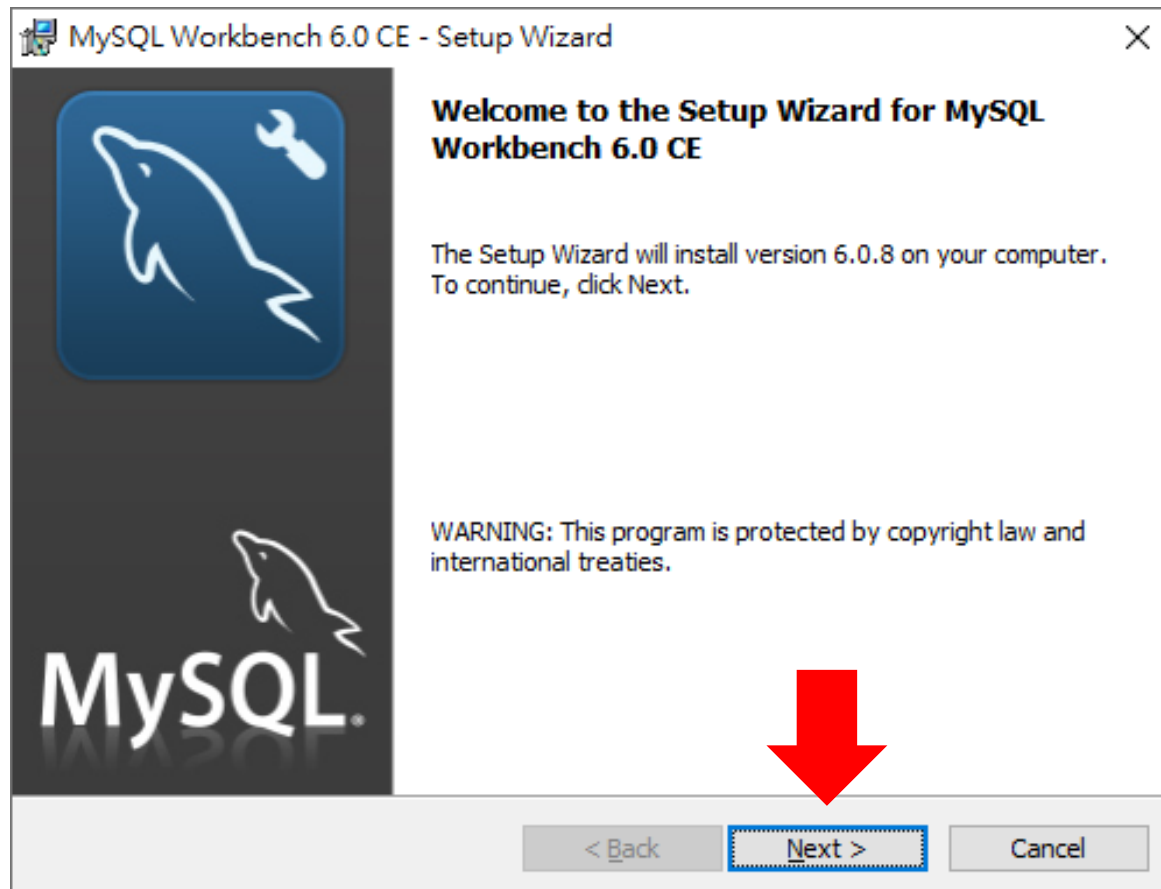 MySQL Workbench 6.0 CE - Setup Wizard
Welcome to the Setup Wizard for MySQL
Workbench 6.0 CE
The Setup Wizard will install version 6.0.8 on your computer.
To continue, click Next.
WARNING: This program is protected by copyright law and
international treaties.
MySQL®
< Back
Next >
Cancel